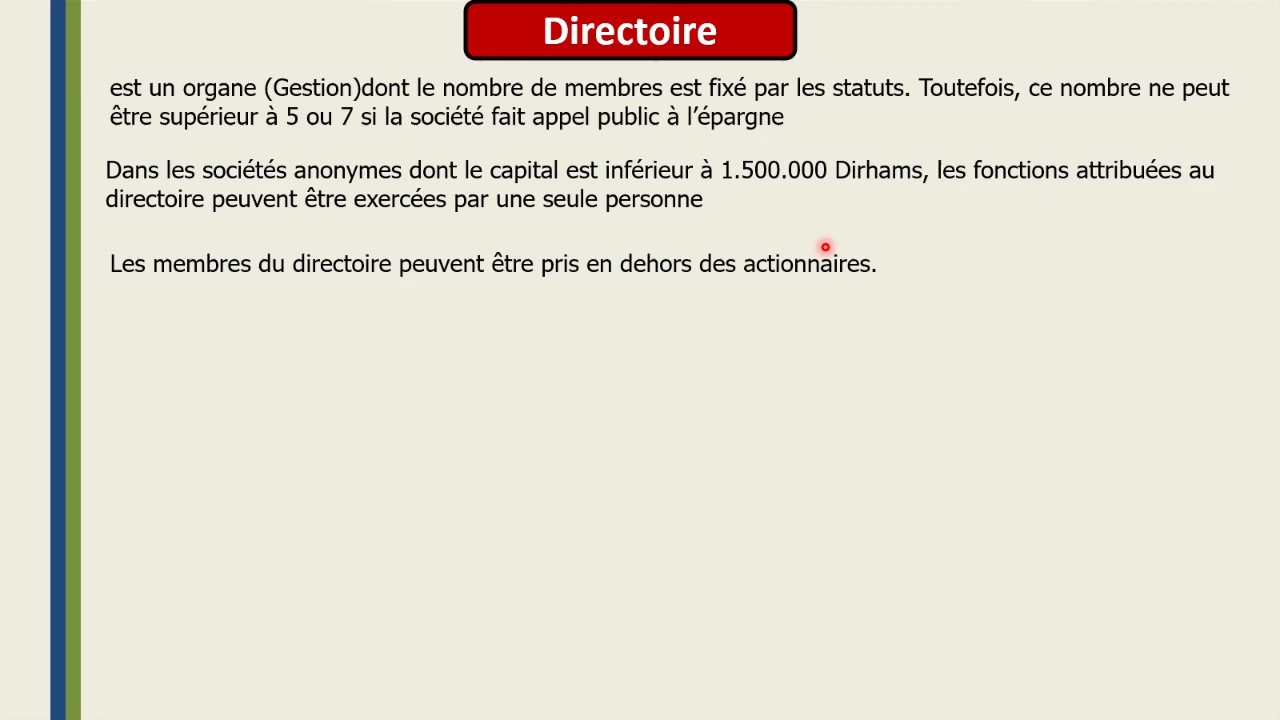 Directoire
est un organe (Gestion)dont le nombre de membres est fixé par les statuts. Toutefois, ce nombre ne peut
être supérieur à 5 ou 7 si la société fait appel public à l’épargne
Dans les sociétés anonymes dont le capital est inférieur à 1.500.000 Dirhams, les fonctions attribuées au
directoire peuvent être exercées par une seule personne
Les membres du directoire peuvent être pris en dehors des actionnaires.